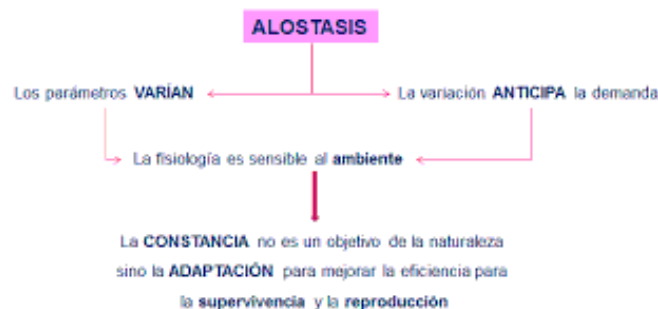 ALOSTASIS
Los parámetros VARÍAN
La variación ANTICIPA la demanda
La fisiología es sensible al ambiente
La CONSTANCIA no es un objetivo de la naturaleza
sino la ADAPTACIÓN para mejorar la eficiencia para
la supervivencia y la reproducción